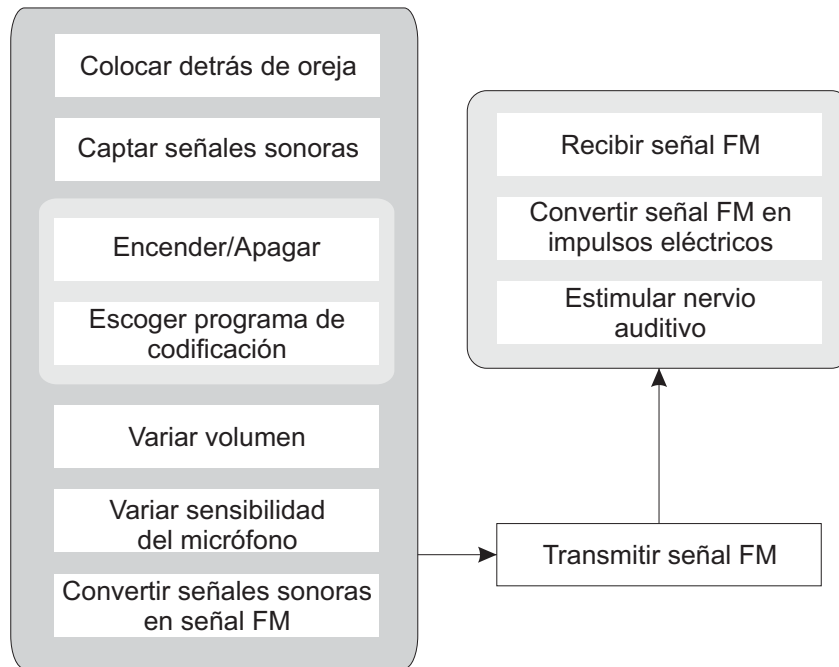 Colocar detrás de oreja
Captar señales sonoras
Encender/Apagar
Escoger programa de
codificación
Variar volumen
Variar sensibilidad
del micrófono
Convertir señales sonoras
en señal FM
Recibir señal FM
Convertir señal FM en
impulsos eléctricos
Estimular nervio
auditivo
Transmitir señal FM